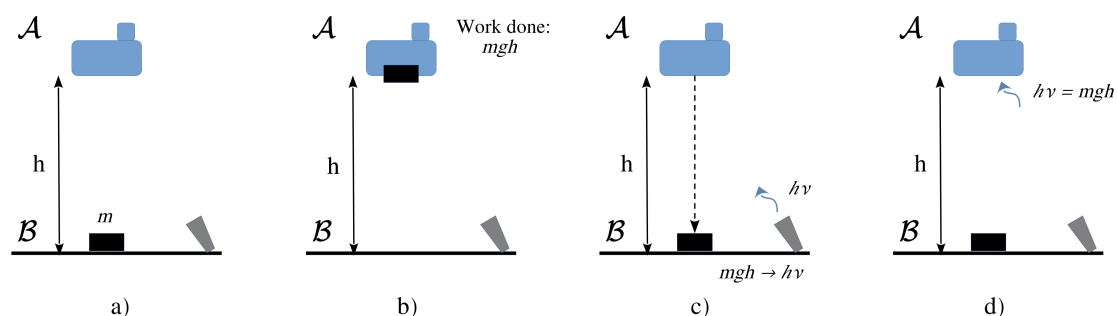 𝒜
h
m
ℬ
a)
𝒜
Work done:
mgh
h
ℬ
b)
𝒜
h
hν
ℬ
mgh → hν
c)
𝒜
hν = mgh
h
ℬ
d)